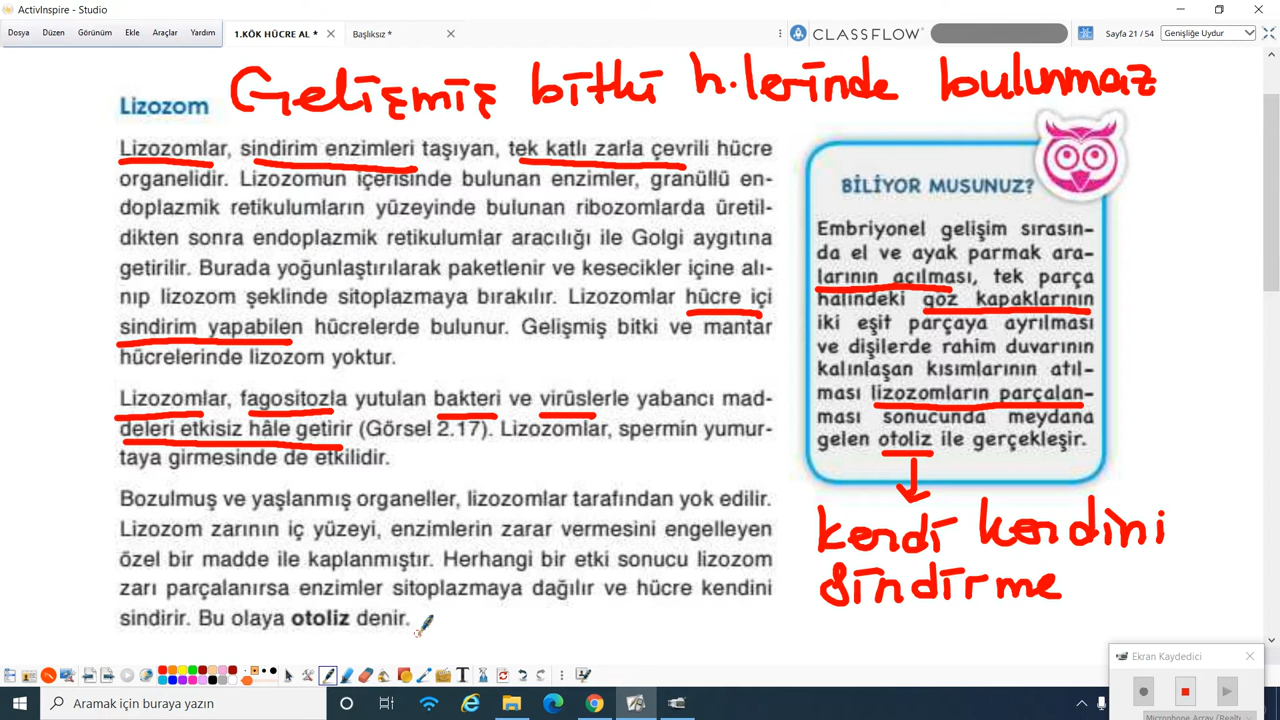 ActivInspire - Studio
Dosya Düzen Görünüm Ekle Araçlar Yardım
1.KÖK HÜCRE AL *
Başlıksız *
CLASSFLOW
Sayfa 21 / 54
Genişliğe Uydur
Gelişmiş bitki h.lerinde bulunmaz
Lizozom
Lizozomlar, sindirim enzimleri taşıyan, tek katlı zarla çevrili hücre
organelidir. Lizozomun içerisinde bulunan enzimler, granüllü en-
doplazmik retikulumların yüzeyinde bulunan ribozomlarda üretil-
dikten sonra endoplazmik retikulumlar aracılığı ile Golgi aygıtına
getirilir. Burada yoğunlaştırılarak paketlenir ve kesecikler içine alı-
nıp lizozom şeklinde sitoplazmaya bırakılır. Lizozomlar hücre içi
sindirim yapabilen hücrelerde bulunur. Gelişmiş bitki ve mantar
hücrelerinde lizozom yoktur.
Lizozomlar, fagositozla yutulan bakteri ve virüslerle yabancı mad-
deleri etkisiz hâle getirir (Görsel 2.17). Lizozomlar, spermin yumur-
taya girmesinde de etkilidir.
Bozulmuş ve yaşlanmış organeller, lizozomlar tarafından yok edilir.
Lizozom zarının iç yüzeyi, enzimlerin zarar vermesini engelleyen
özel bir madde ile kaplanmıştır. Herhangi bir etki sonucu lizozom
zarı parçalanırsa enzimler sitoplazmaya dağılır ve hücre kendini
sindirir. Bu olaya otoliz denir.
BİLİYOR MUSUNUZ?
Embriyonel gelişim sırasın-
da el ve ayak parmak ara-
larının açılması, tek parça
halindeki göz kapaklarının
iki eşit parçaya ayrılması
ve dişilerde rahim duvarının
kalınlaşan kısımlarının atıl-
ması lizozomların parçalan-
ması sonucunda meydana
gelen otoliz ile gerçekleşir.
kendi kendini
sindirme
Ekran Kaydedici
Microphone Array (Realt
Aramak için buraya yazın